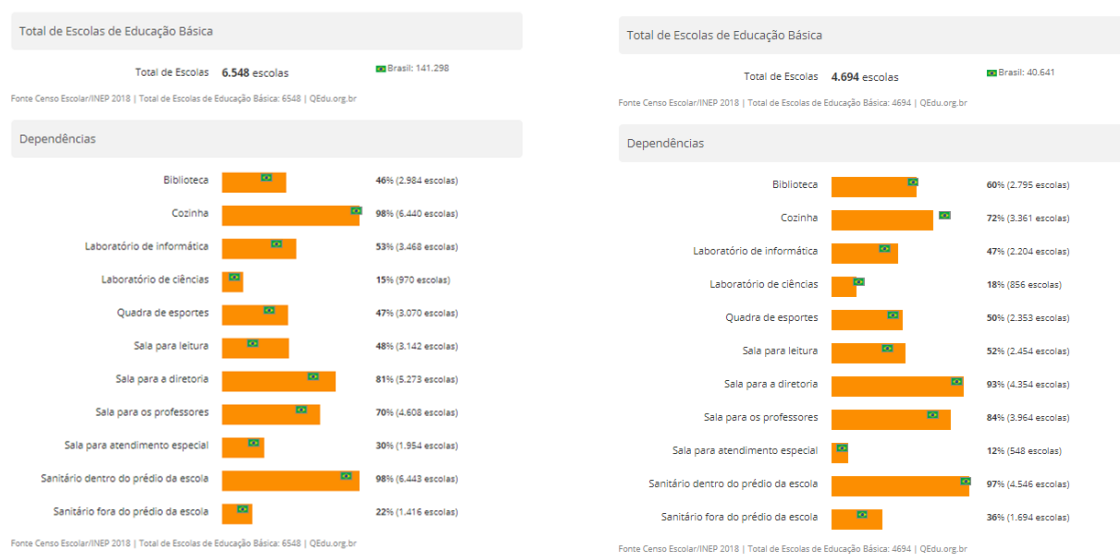 Total de Escolas de Educação Básica
Total de Escolas 6.548 escolas Brasil: 141.298
Fonte Censo Escolar/INEP 2018 | Total de Escolas de Educação Básica: 6548 | QEdu.org.br
Dependências
Biblioteca 46% (2.984 escolas)
Cozinha 98% (6.440 escolas)
Laboratório de informática 53% (3.468 escolas)
Laboratório de ciências 15% (970 escolas)
Quadra de esportes 47% (3.070 escolas)
Sala para leitura 48% (3.142 escolas)
Sala para a diretoria 81% (5.273 escolas)
Sala para os professores 70% (4.608 escolas)
Sala para atendimento especial 30% (1.954 escolas)
Sanitário dentro do prédio da escola 98% (6.443 escolas)
Sanitário fora do prédio da escola 22% (1.416 escolas)
Fonte Censo Escolar/INEP 2018 | Total de Escolas de Educação Básica: 6548 | QEdu.org.br
Total de Escolas de Educação Básica
Total de Escolas 4.694 escolas Brasil: 40.641
Fonte Censo Escolar/INEP 2018 | Total de Escolas de Educação Básica: 4694 | QEdu.org.br
Dependências
Biblioteca 60% (2.795 escolas)
Cozinha 72% (3.361 escolas)
Laboratório de informática 47% (2.204 escolas)
Laboratório de ciências 18% (856 escolas)
Quadra de esportes 50% (2.353 escolas)
Sala para leitura 52% (2.454 escolas)
Sala para a diretoria 93% (4.354 escolas)
Sala para os professores 84% (3.964 escolas)
Sala para atendimento especial 12% (548 escolas)
Sanitário dentro do prédio da escola 97% (4.546 escolas)
Sanitário fora do prédio da escola 36% (1.694 escolas)
Fonte Censo Escolar/INEP 2018 | Total de Escolas de Educação Básica: 4694 | QEdu.org.br